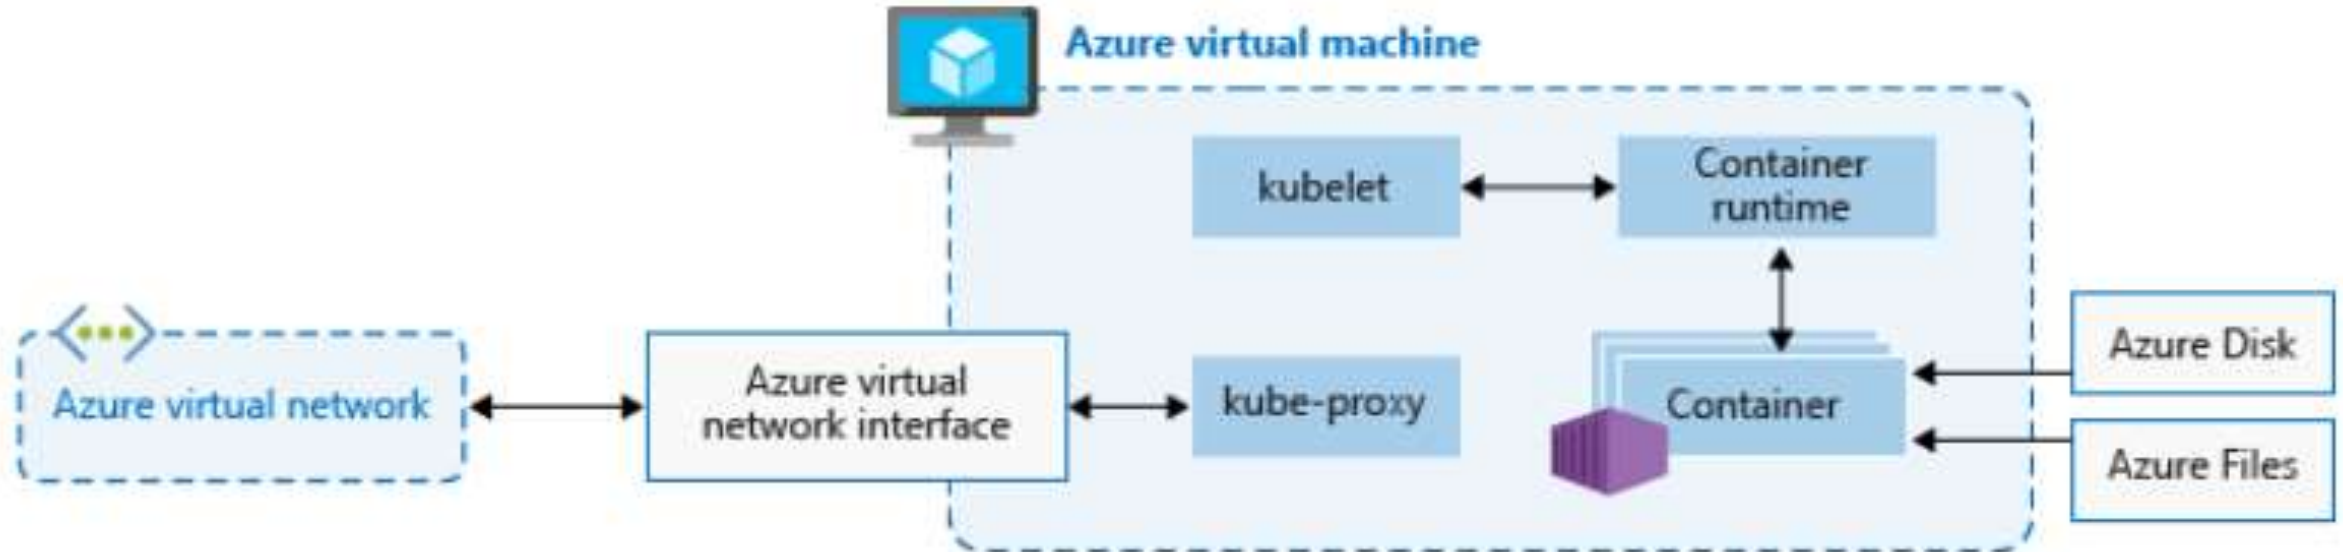 Azure virtual machine
kubelet
Container
runtime
Azure virtual network
Azure virtual
network interface
kube-proxy
Container
Azure Disk
Azure Files